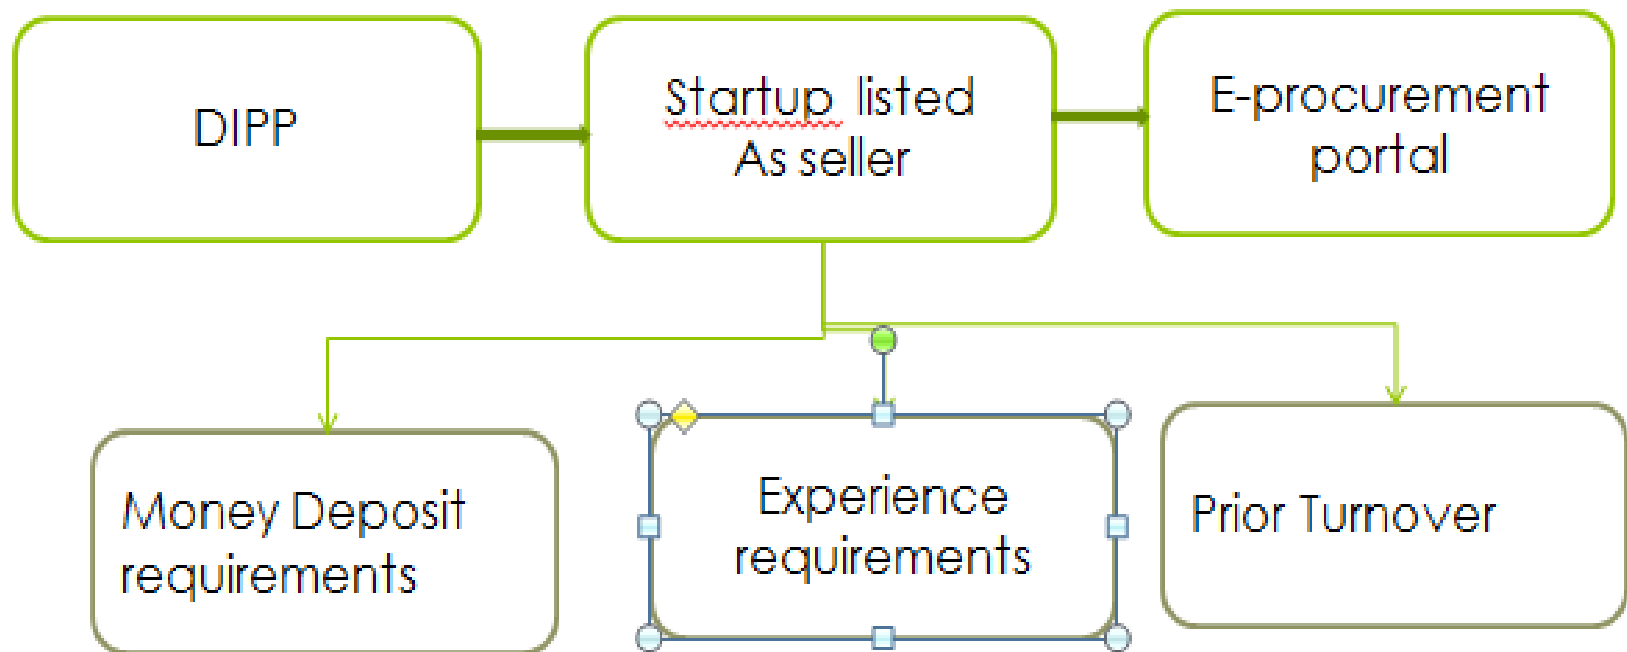 DIPP
Startup listed
As seller
E-procurement
portal
Money Deposit
requirements
Experience
requirements
Prior Turnover